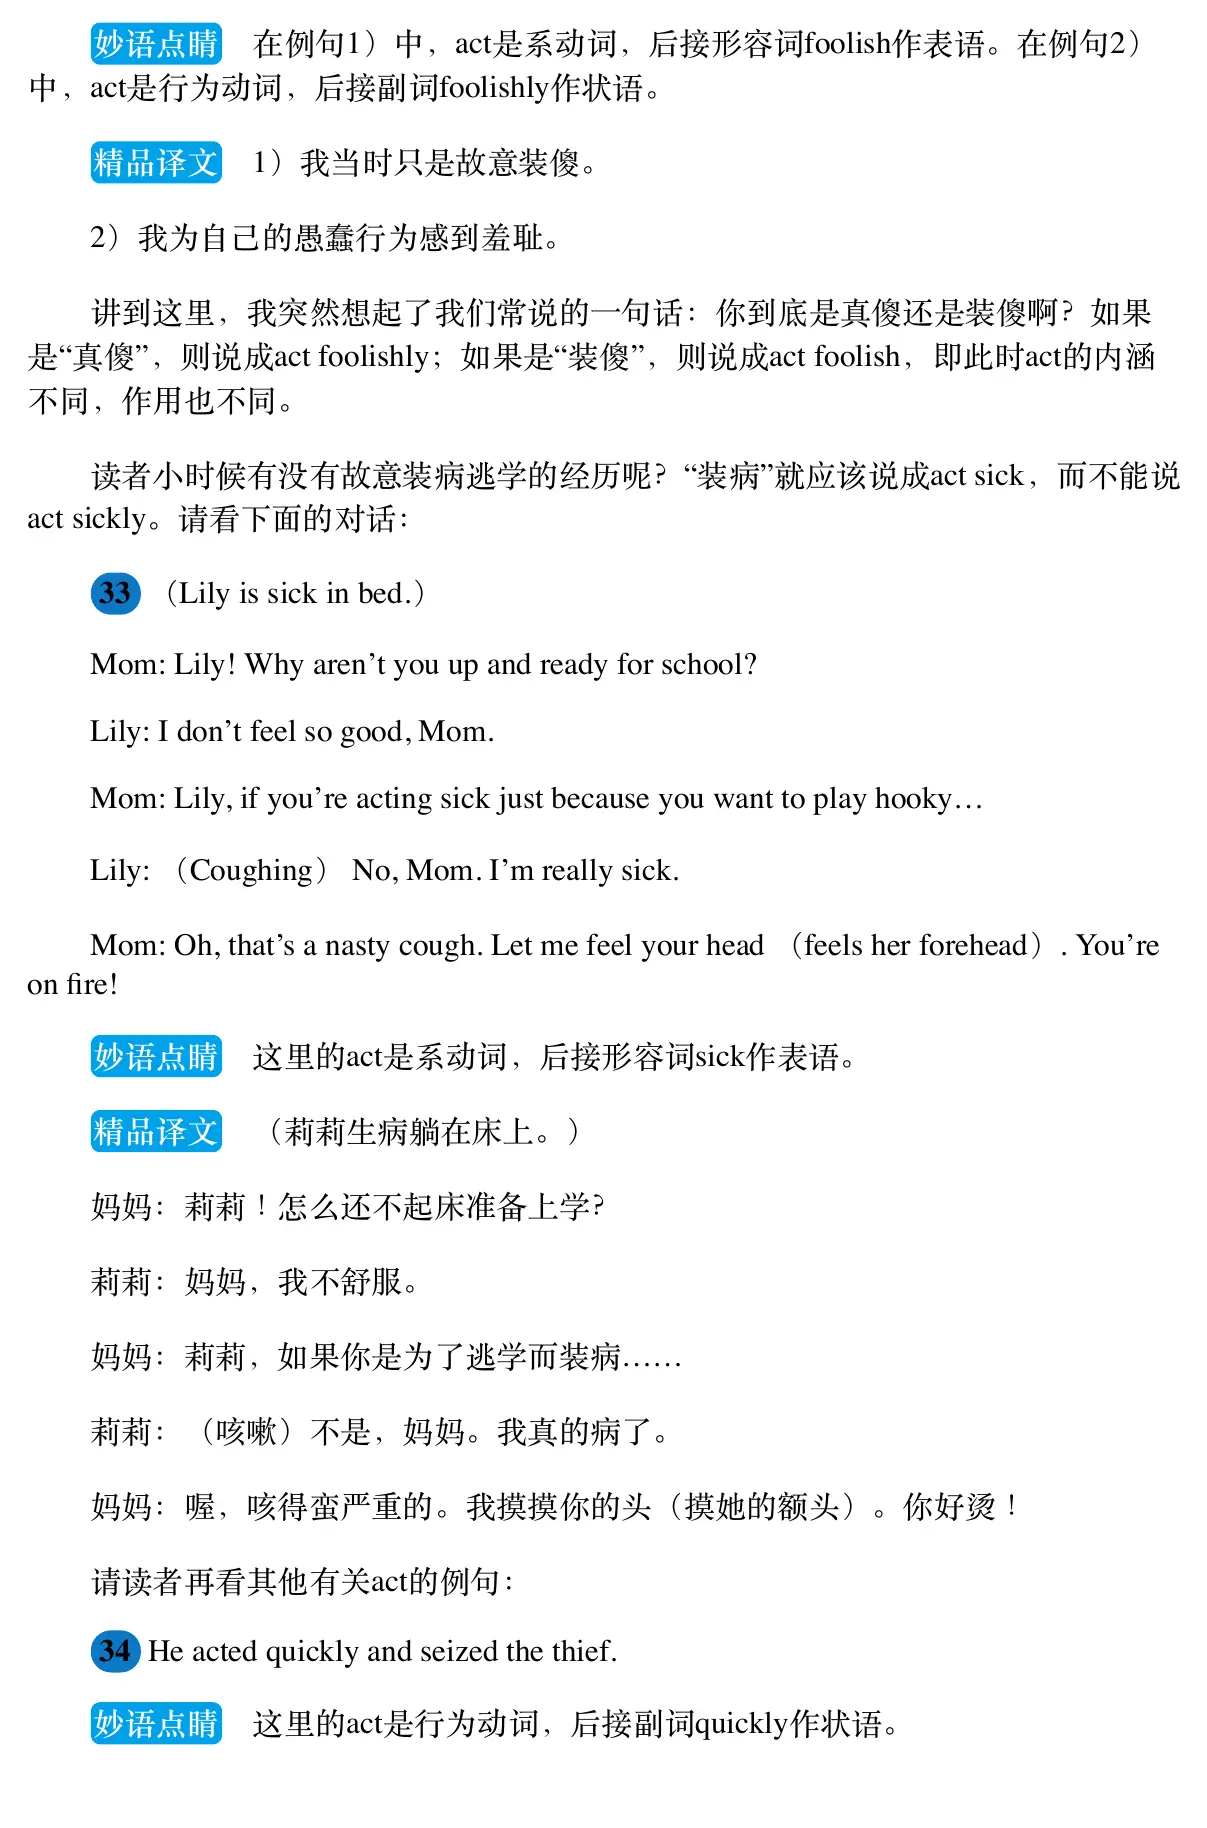 妙语点睛 在例句1）中，act是系动词，后接形容词foolish作表语。在例句2）
中，act是行为动词，后接副词foolishly作状语。
精品译文 1）我当时只是故意装傻。
2）我为自己的愚蠢行为感到羞耻。
讲到这里，我突然想起了我们常说的一句话：你到底是真傻还是装傻啊？如果
是“真傻”，则说成act foolishly；如果是“装傻”，则说成act foolish，即此时act的内涵
不同，作用也不同。
读者小时候有没有故意装病逃学的经历呢？“装病”就应该说成act sick，而不能说
act sickly。请看下面的对话：
33 （Lily is sick in bed.）
Mom: Lily! Why aren’t you up and ready for school?
Lily: I don’t feel so good, Mom.
Mom: Lily, if you’re acting sick just because you want to play hooky…
Lily: （Coughing） No, Mom. I’m really sick.
Mom: Oh, that’s a nasty cough. Let me feel your head （feels her forehead）. You’re
on fire!
妙语点睛 这里的act是系动词，后接形容词sick作表语。
精品译文 （莉莉生病躺在床上。）
妈妈：莉莉！怎么还不起床准备上学？
莉莉：妈妈，我不舒服。
妈妈：莉莉，如果你是为了逃学而装病……
莉莉：（咳嗽）不是，妈妈。我真的病了。
妈妈：喔，咳得蛮严重的。我摸摸你的头（摸她的额头）。你好烫！
请读者再看其他有关act的例句：
34 He acted quickly and seized the thief.
妙语点睛 这里的act是行为动词，后接副词quickly作状语。